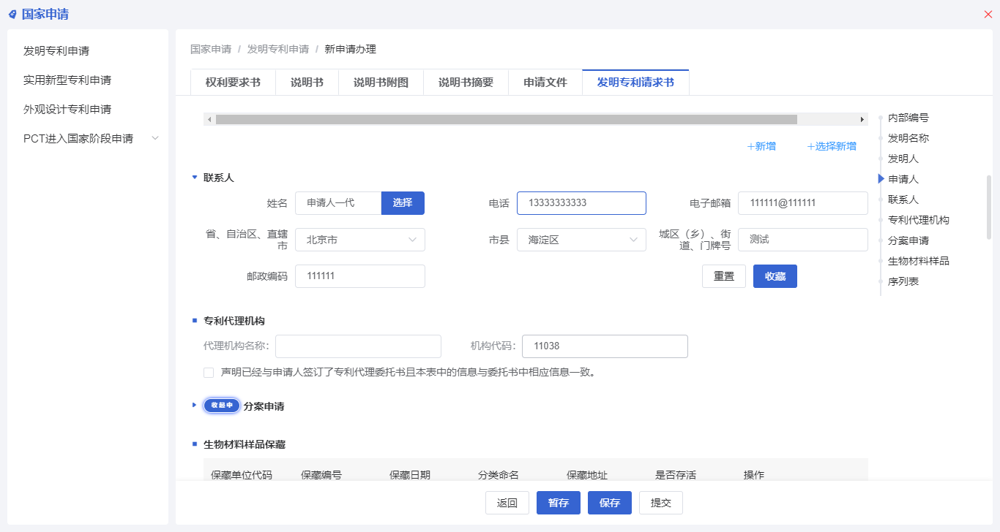 国家申请
发明专利申请
实用新型专利申请
外观设计专利申请
PCT进入国家阶段申请
国家申请 / 发明专利申请 / 新申请办理
权利要求书 说明书 说明书附图 说明书摘要 申请文件 发明专利请求书
+新增 +选择新增
联系人
姓名 申请人一代 选择 电话 13333333333 电子邮箱 111111@111111
省、自治区、直辖市 北京市 市县 海淀区 城区（乡）、街道、门牌号 测试
邮政编码 111111 重置 收藏
专利代理机构
代理机构名称： 机构代码： 11038
声明已经与申请人签订了专利代理委托书且本表中的信息与委托书中相应信息一致。
收起中 分案申请
生物材料样品保藏
保藏单位代码 保藏编号 保藏日期 分类命名 保藏地址 是否存活 操作
返回 暂存 保存 提交
内部编号
发明名称
发明人
申请人
联系人
专利代理机构
分案申请
生物材料样品
序列表